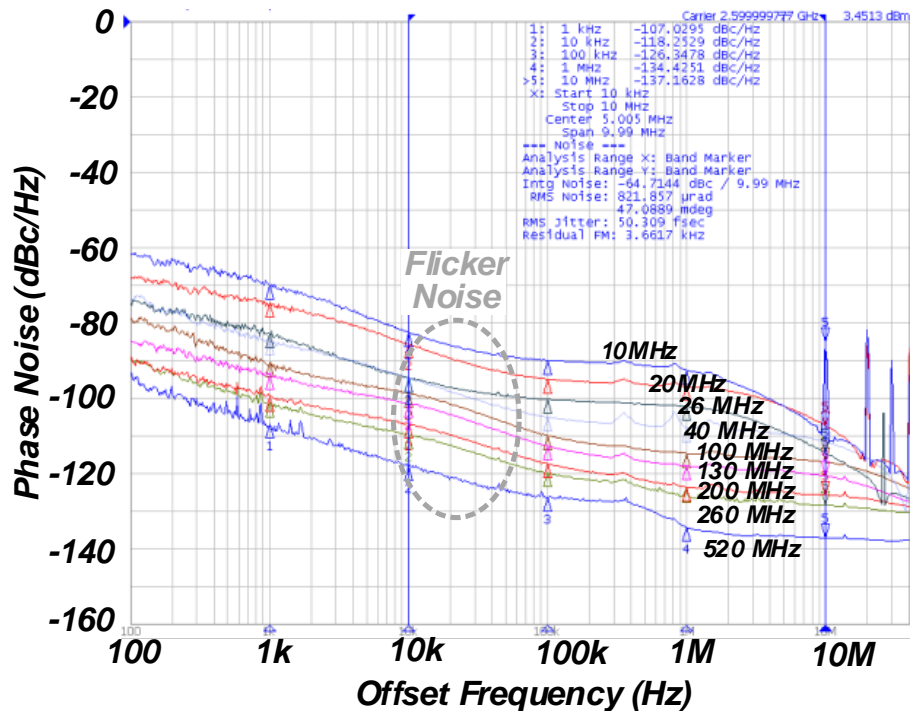 Carrier 2.599999777 GHz 3.4513 dBm
1: 1 kHz -107.0295 dBc/Hz
2: 10 kHz -118.2529 dBc/Hz
3: 100 kHz -126.3478 dBc/Hz
4: 1 MHz -134.4251 dBc/Hz
>5: 10 MHz -137.1628 dBc/Hz
X: Start 10 kHz
Stop 10 MHz
Center 5.005 MHz
Span 9.99 MHz
=== Noise ===
Analysis Range X: Band Marker
Analysis Range Y: Band Marker
Intg Noise: -64.7144 dBc / 9.99 MHz
RMS Noise: 821.857 µrad
47.0889 mdeg
RMS Jitter: 50.309 fsec
Residual FM: 3.6617 kHz
0
-20
-40
-60
-80
-100
-120
-140
-160
Phase Noise (dBc/Hz)
Flicker
Noise
10MHz
20MHz
26 MHz
40 MHz
100 MHz
130 MHz
200 MHz
260 MHz
520 MHz
1
3
4
5
5
100
100
1k
10k
100k
1M
10M
Offset Frequency (Hz)